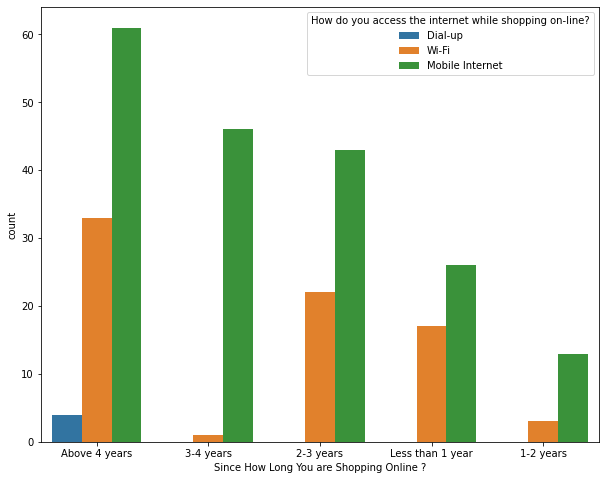 How do you access the internet while shopping on-line?
Dial-up
Wi-Fi
Mobile Internet
60
50
40
30
20
10
0
count
Above 4 years
3-4 years
2-3 years
Less than 1 year
1-2 years
Since How Long You are Shopping Online ?